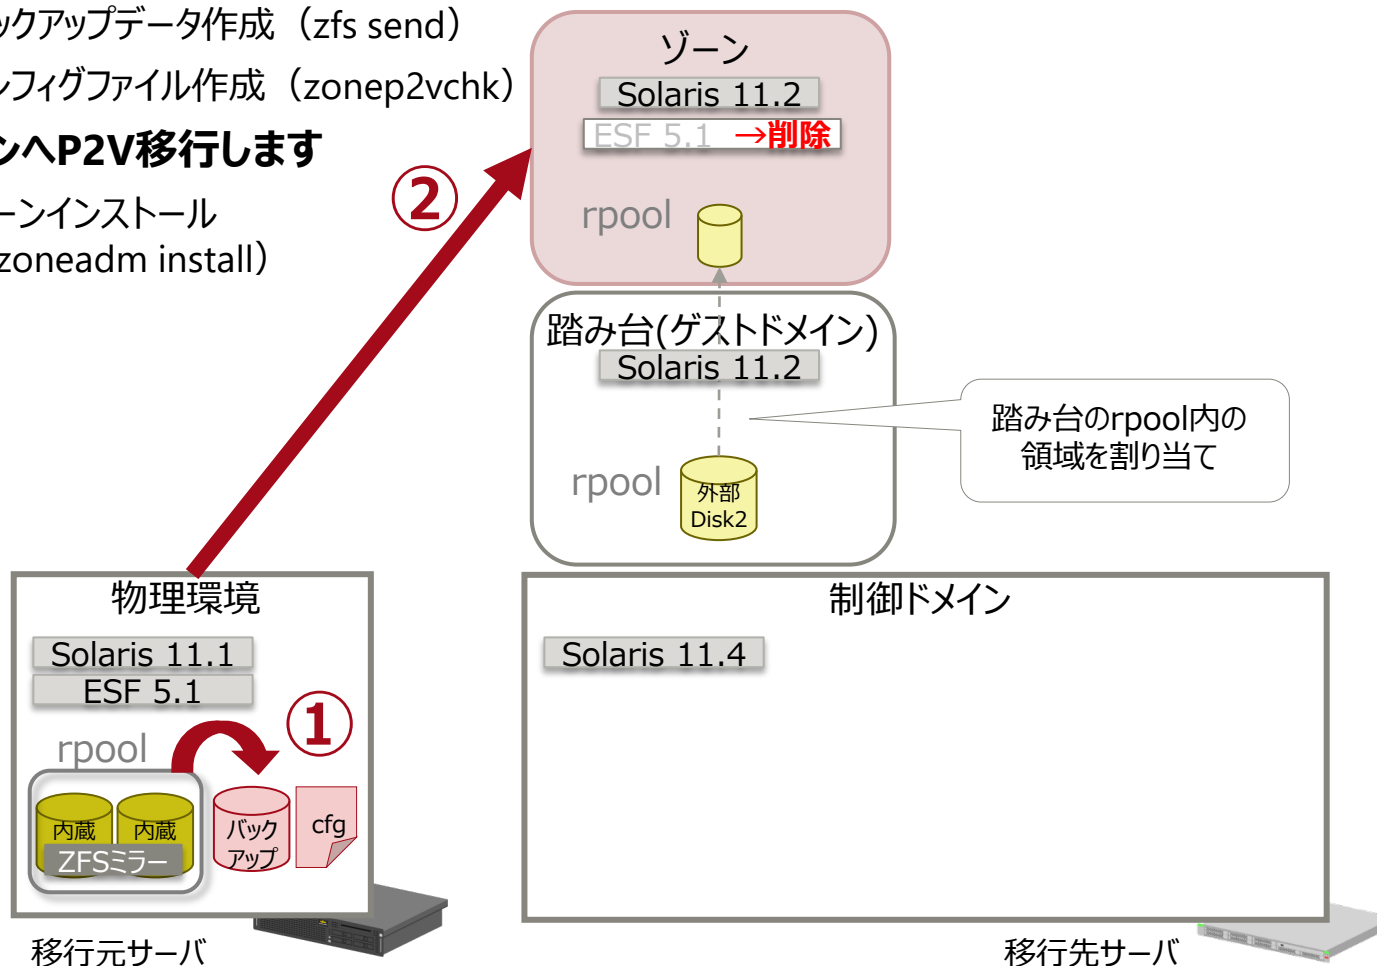 ックアップデータ作成（zfs send）
ンフィグファイル作成（zonep2vchk）
ンへP2V移行します
ーンインストール
zoneadm install）
②
ゾーン
Solaris 11.2
ESF 5.1 →削除
rpool
踏み台(ゲストドメイン)
Solaris 11.2
rpool
外部
Disk2
踏み台のrpool内の
領域を割り当て
物理環境
Solaris 11.1
ESF 5.1
①
rpool
内蔵
内蔵
ZFSミラー
バック
アップ
cfg
移行元サーバ
制御ドメイン
Solaris 11.4
移行先サーバ